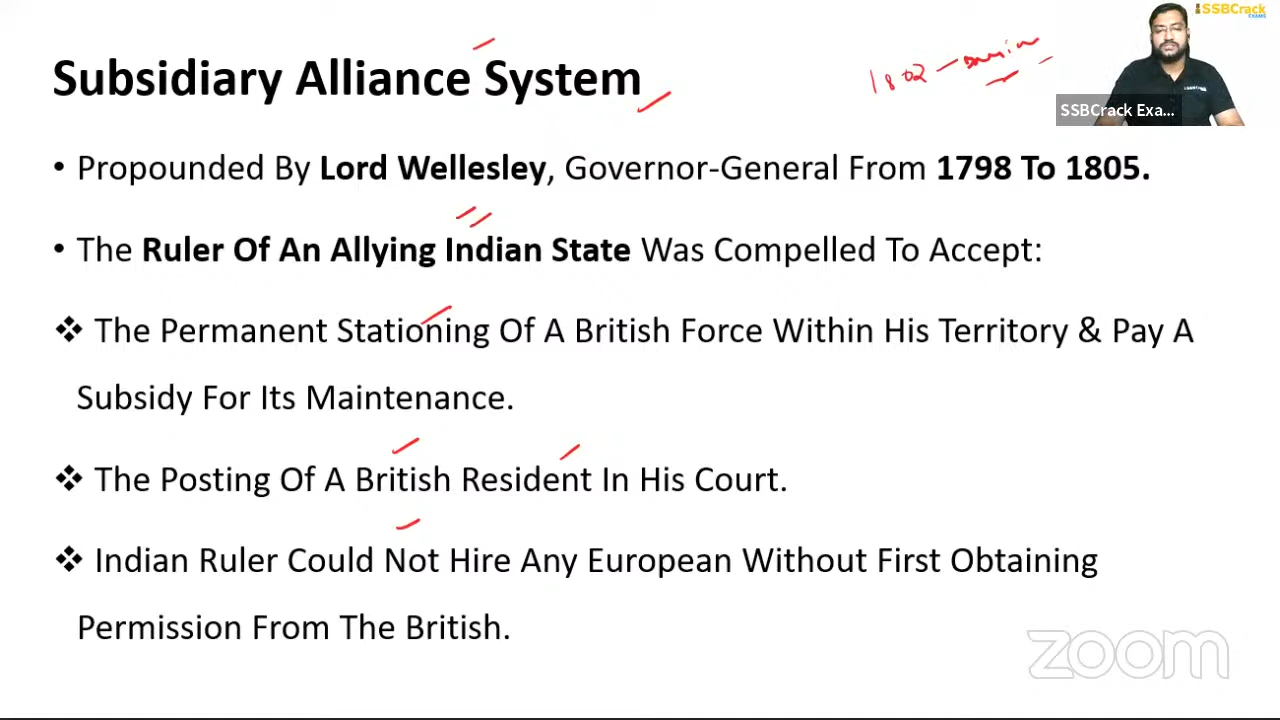 SSBCrack
EXAMS
Subsidiary Alliance System
1802 –
SSBCrack Exa...
• Propounded By Lord Wellesley, Governor-General From 1798 To 1805.
• The Ruler Of An Allying Indian State Was Compelled To Accept:
❖ The Permanent Stationing Of A British Force Within His Territory & Pay A
Subsidy For Its Maintenance.
❖ The Posting Of A British Resident In His Court.
❖ Indian Ruler Could Not Hire Any European Without First Obtaining
Permission From The British.
zoom